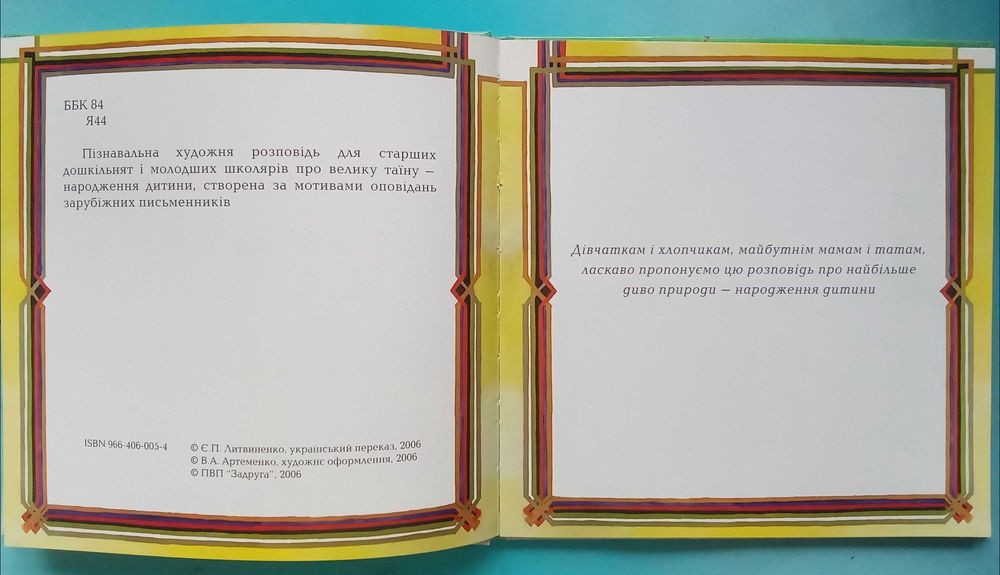 ББК 84
Я44
Пізнавальна художня розповідь для старших
дошкільнят і молодших школярів про велику таїну –
народження дитини, створена за мотивами оповідань
зарубіжних письменників
ISBN 966-406-005-4
© Є.П. Литвиненко, український переказ, 2006
© В.А. Артеменко, художнє оформлення, 2006
© ПВП “Задруга”, 2006
Дівчаткам і хлопчикам, майбутнім мамам і татам,
ласкаво пропонуємо цю розповідь про найбільше
диво природи – народження дитини